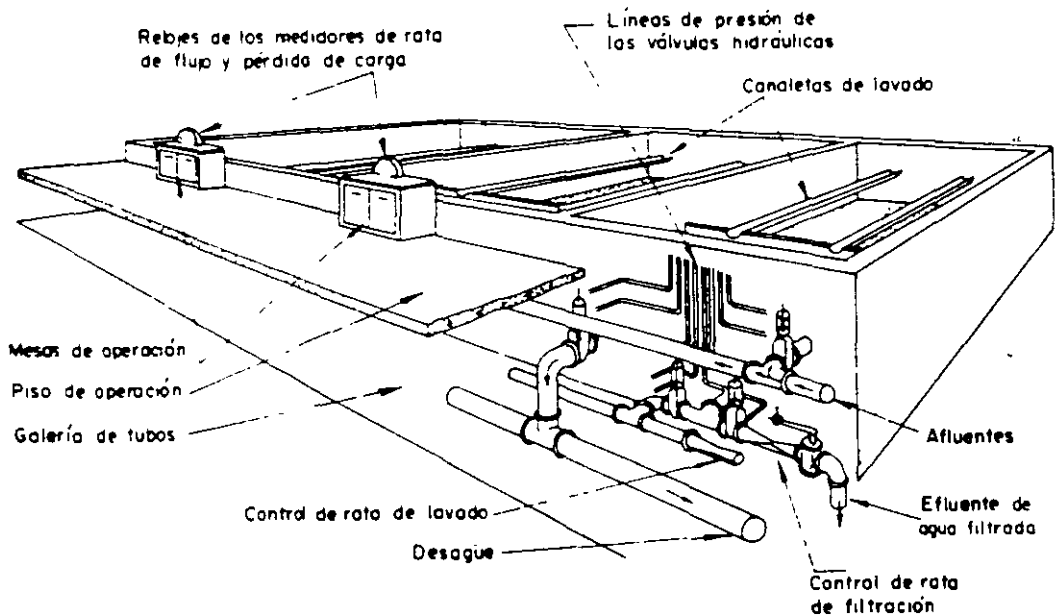 Líneas de presión de
las válvulas hidráulicas
Relojes de los medidores de rata
de flujo y pérdida de carga
Canaletas de lavado
Mesas de operación
Piso de operación
Galería de tubos
Afluentes
Control de rata de lavado
Desagüe
Efluente de
agua filtrada
Control de rata
de filtración